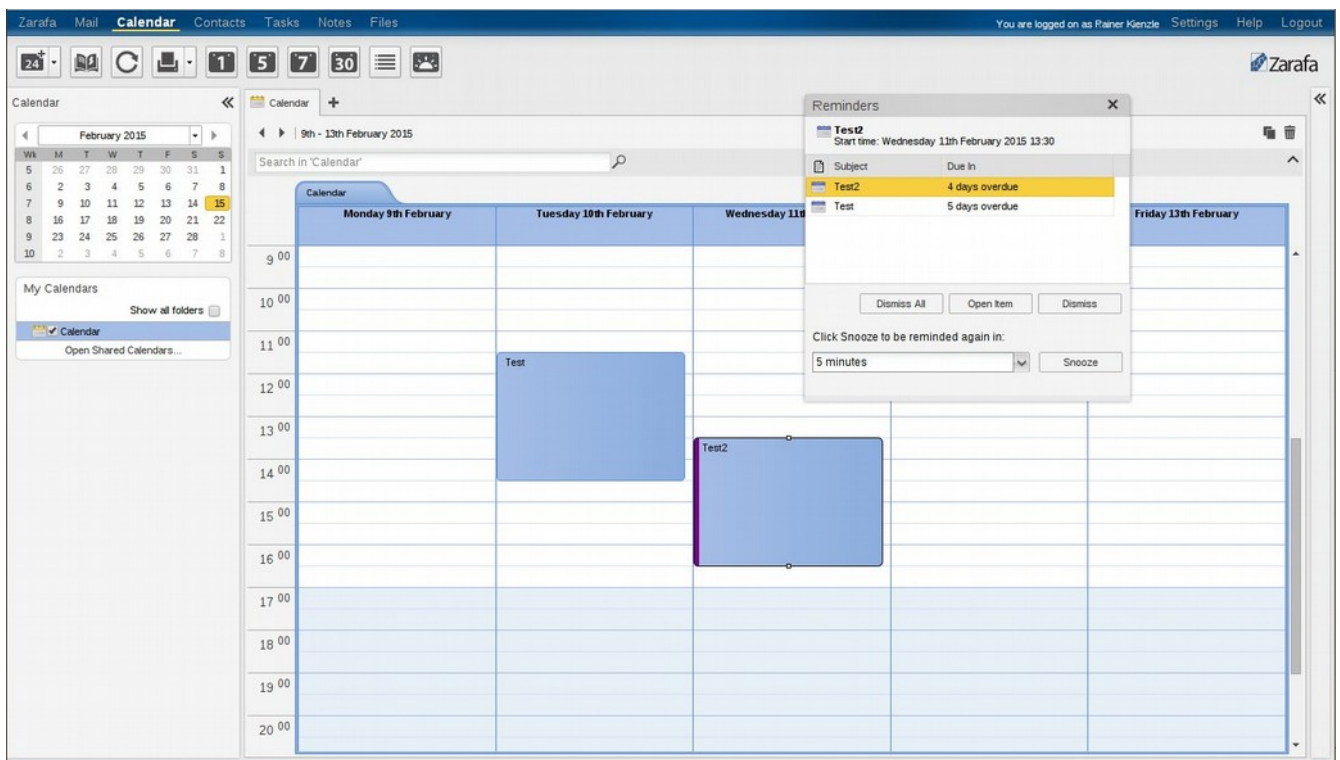 Zarafa Mail Calendar Contacts Tasks Notes Files You are logged on as Rainer Kienzle Settings Help Logout
24 1 5 7 30 Zarafa
Calendar
February 2015
Wk M T W T F S S
5 26 27 28 29 30 31 1
6 2 3 4 5 6 7 8
7 9 10 11 12 13 14 15
8 16 17 18 19 20 21 22
9 23 24 25 26 27 28 1
10 2 3 4 5 6 7 8
My Calendars
Show all folders
Calendar
Open Shared Calendars...
Calendar
9th - 13th February 2015
Search in 'Calendar'
Calendar
Monday 9th February Tuesday 10th February Wednesday 11t Friday 13th February
9 00
10 00
11 00
12 00
13 00
14 00
15 00
16 00
17 00
18 00
19 00
20 00
Test
Test2
Reminders
Test2
Start time: Wednesday 11th February 2015 13:30
Subject Due In
Test2 4 days overdue
Test 5 days overdue
Dismiss All Open Item Dismiss
Click Snooze to be reminded again in:
5 minutes Snooze